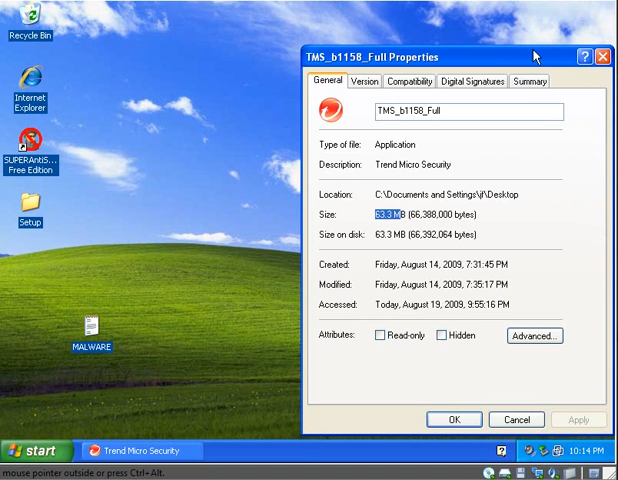 Recycle Bin
Internet
Explorer
SUPERAntiS...
Free Edition
Setup
MALWARE
TMS_b1158_Full Properties
General
Version
Compatibility
Digital Signatures
Summary
TMS_b1158_Full
Type of file: Application
Description: Trend Micro Security
Location: C:\Documents and Settings\jf\Desktop
Size: 63.3 MB (66,388,000 bytes)
Size on disk: 63.3 MB (66,392,064 bytes)
Created: Friday, August 14, 2009, 7:31:45 PM
Modified: Friday, August 14, 2009, 7:35:17 PM
Accessed: Today, August 19, 2009, 9:55:16 PM
Attributes: Read-only Hidden Advanced...
OK Cancel Apply
start Trend Micro Security 10:14 PM
mouse pointer outside or press Ctrl+Alt.